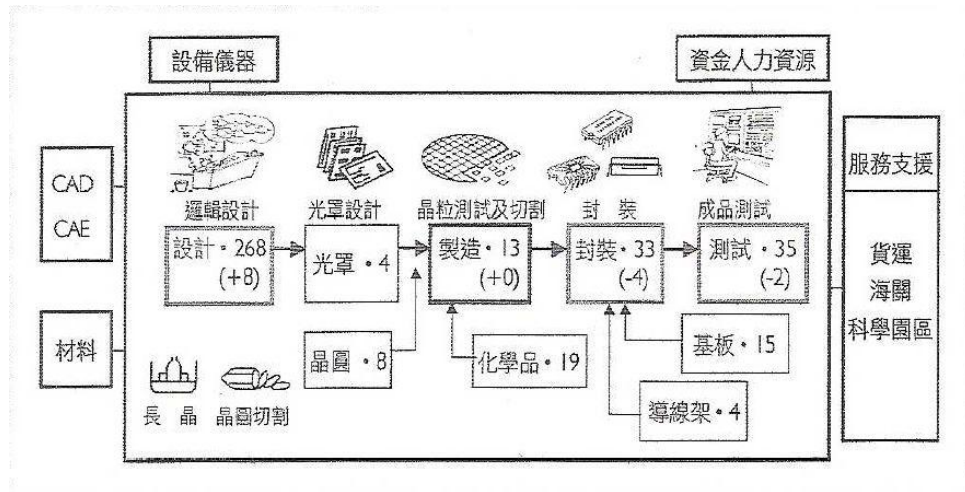 設備儀器
資金人力資源
CAD
CAE
材料
邏輯設計
光罩設計
晶粒測試及切割
封 裝
成品測試
設計・268
(+8)
光罩・4
製造・13
(+0)
封裝・33
(-4)
測試・35
(-2)
晶圓・8
化學品・19
基板・15
導線架・4
長 晶
晶圓切割
服務支援
貨運
海關
科學園區